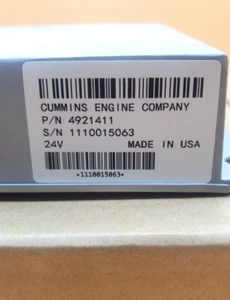 CUMMINS ENGINE COMPANY
P/N 4921411
S/N 1110015063
24V MADE IN USA
*1110015063*